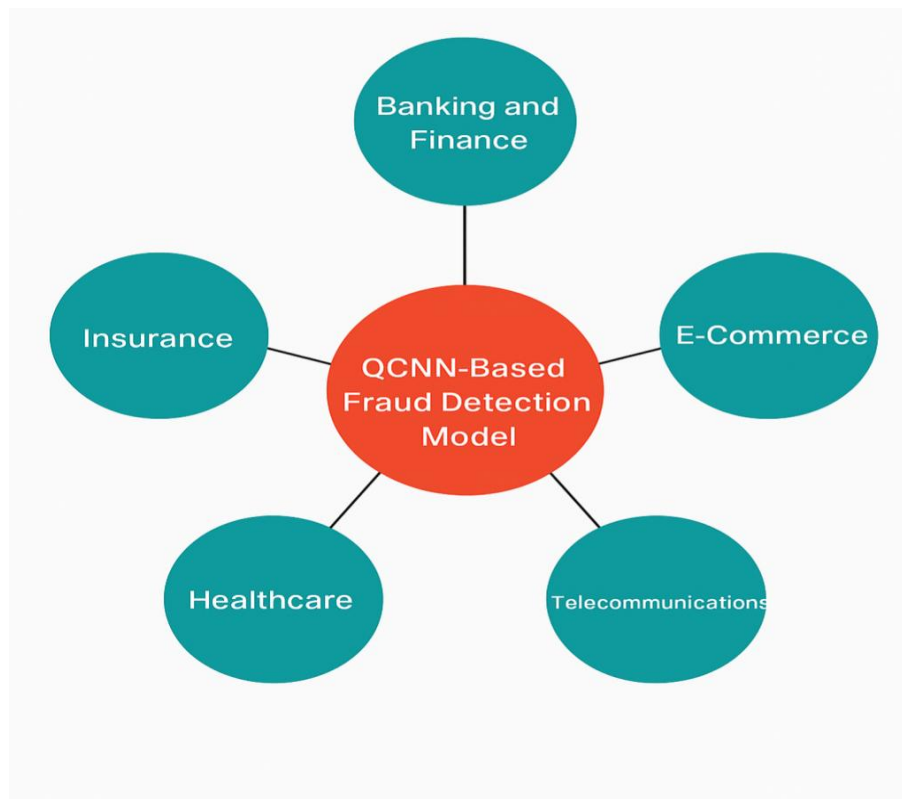 Banking and
Finance
Insurance
E-Commerce
QCNN-Based
Fraud Detection
Model
Healthcare
Telecommunications